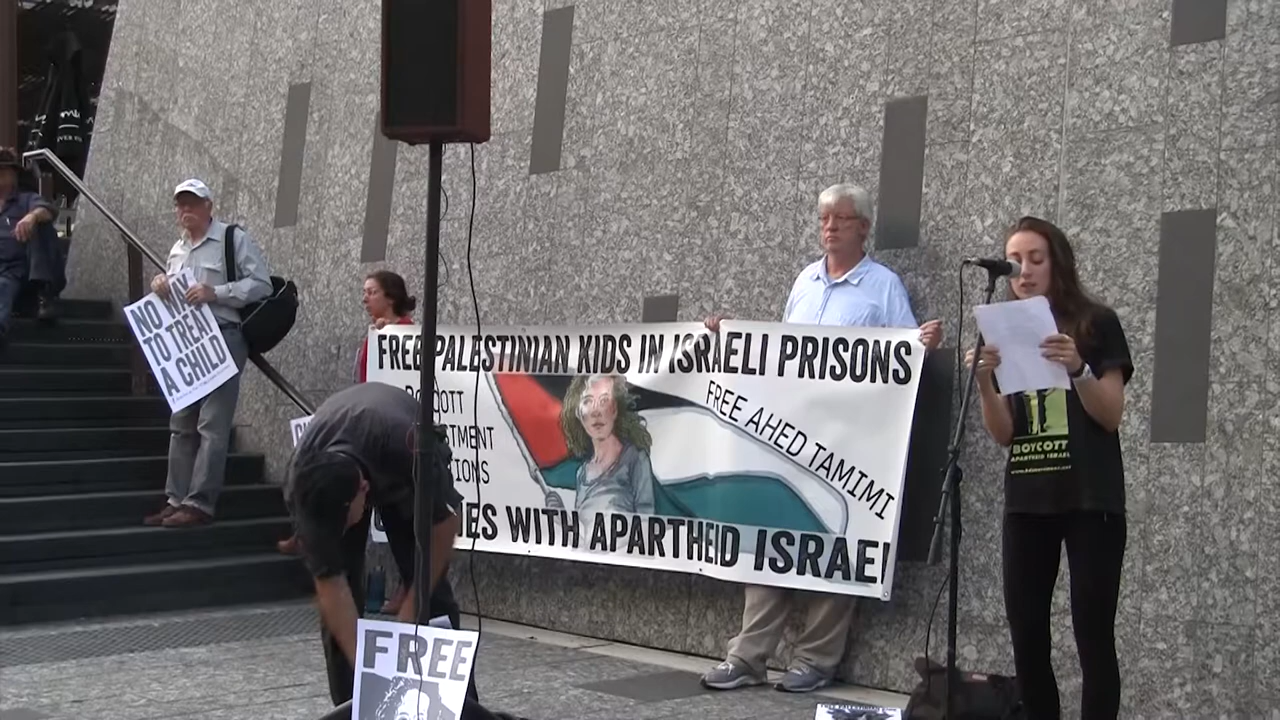 NO WAY
TO TREAT
A CHILD
FREE PALESTINIAN KIDS IN ISRAELI PRISONS
FREE AHED TAMIMI
WITH APARTHEID ISRAEL
BOYCOTT
APARTHEID ISRAEL
FREE